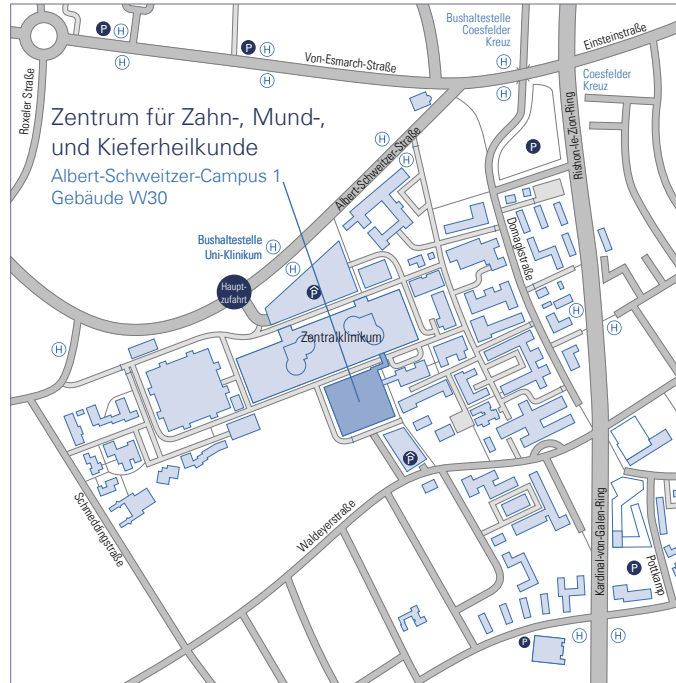 P
H
H
P
H
H
Bushaltestelle
Coesfelder
Kreuz
H
H
Einsteinstraße
Von-Esmarch-Straße
Coesfelder
Kreuz
Roxeler Straße
Rishon-le-Zion-Ring
Zentrum für Zahn-, Mund-,
und Kieferheilkunde
Albert-Schweitzer-Campus 1
Gebäude W30
H
H
P
Albert-Schweitzer-Straße
Domagkstraße
Bushaltestelle
Uni-Klinikum
H
H
Haupt-
zufahrt
P
Zentralklinikum
H
H
H
P
Schmeddingstraße
Waldeyerstraße
Kardinal-von-Galen-Ring
Pottkamp
P
P
H
H